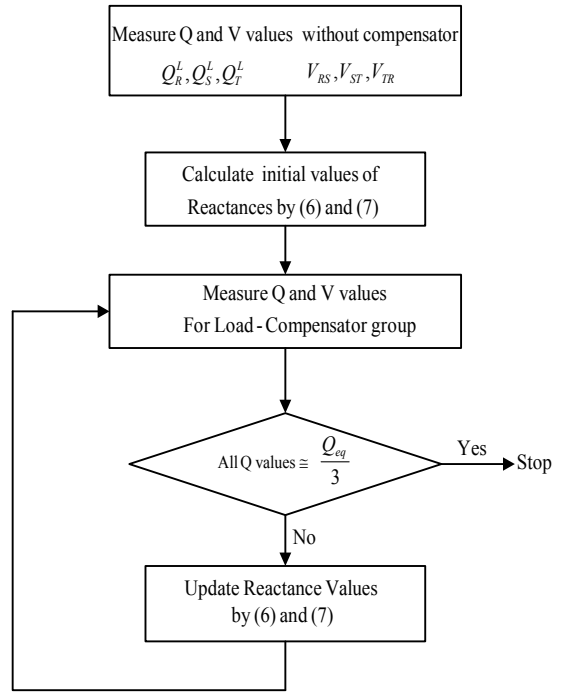 Measure Q and V values without compensator
Q_R^L, Q_S^L, Q_T^L V_RS, V_ST, V_TR
Calculate initial values of
Reactances by (6) and (7)
Measure Q and V values
For Load - Compensator group
All Q values ≅ Q_eq / 3
Yes
Stop
No
Update Reactance Values
by (6) and (7)